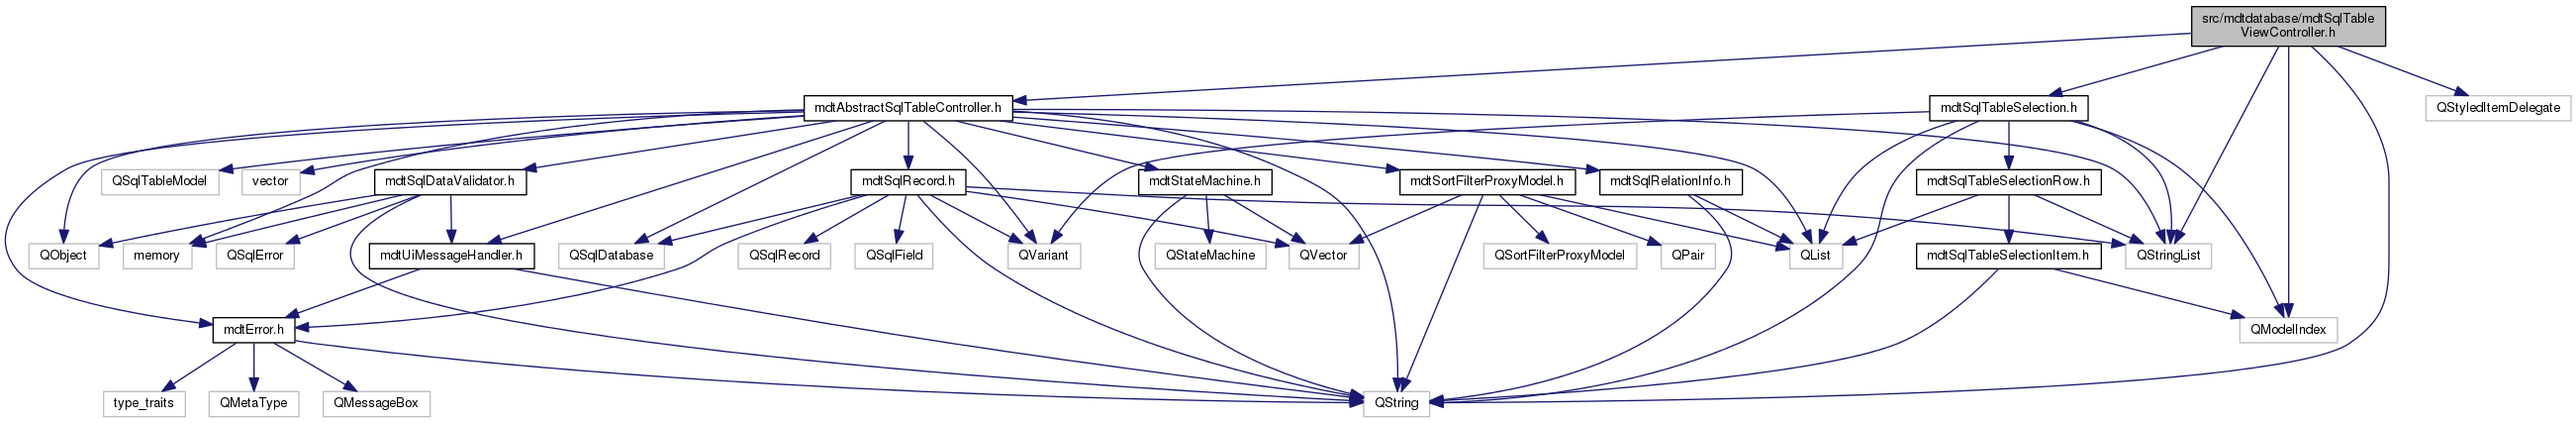 src/mdtdatabase/mdtSqlTable
ViewController.h
mdtAbstractSqlTableController.h
mdtSqlTableSelection.h
QStyledItemDelegate
QSqlTableModel
vector
mdtSqlDataValidator.h
mdtSqlRecord.h
mdtStateMachine.h
mdtSortFilterProxyModel.h
mdtSqlRelationInfo.h
mdtSqlTableSelectionRow.h
QObject
memory
QSqlError
mdtUiMessageHandler.h
QSqlDatabase
QSqlRecord
QSqlField
QVariant
QStateMachine
QVector
QSortFilterProxyModel
QPair
QList
mdtSqlTableSelectionItem.h
QStringList
mdtError.h
QModelIndex
type_traits
QMetaType
QMessageBox
QString